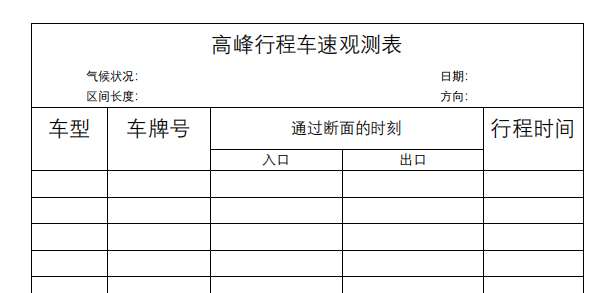 高峰行程车速观测表
气候状况: 日期:
区间长度: 方向:
车型 车牌号 通过断面的时刻 行程时间
入口 出口